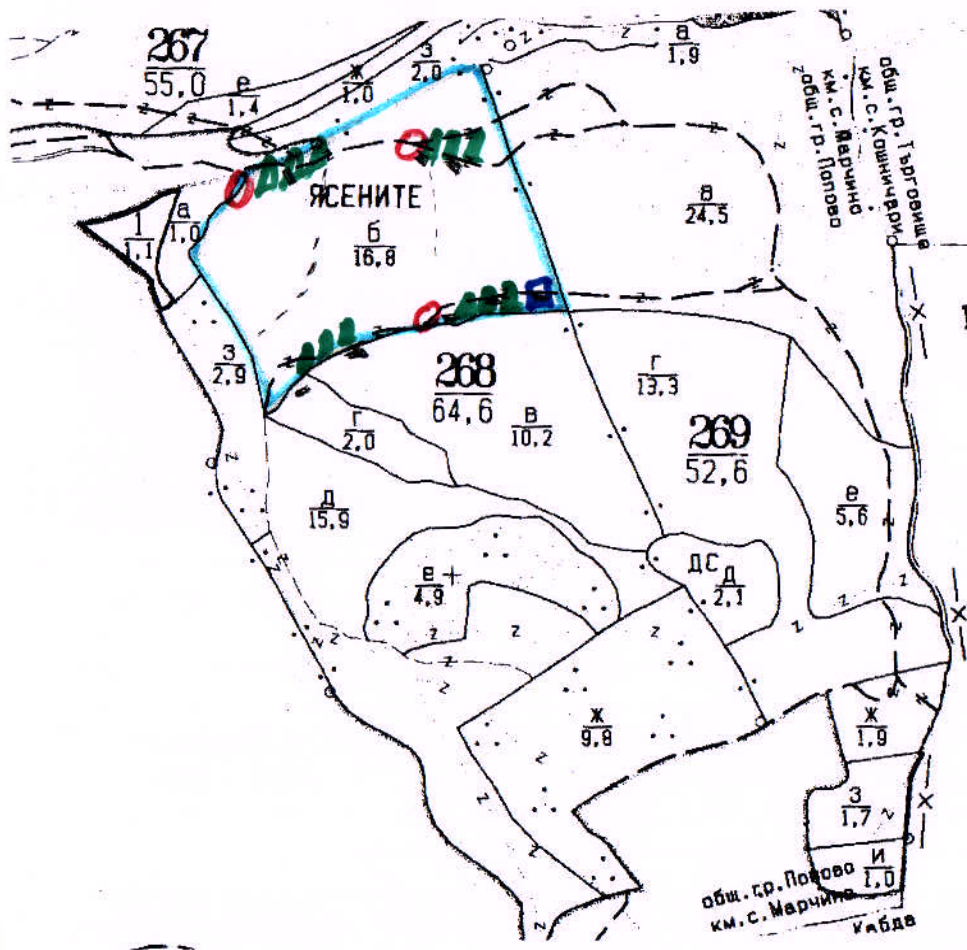 267
55,0
е
1,4
ж
1,0
з
2,0
а
1,9
общ. гр. Търговище
км. с. Кошничари
км. с. Марчино
общ. гр. Попово
1
1,1
а
1,0
ЯСЕНИТЕ
б
16,8
в
24,5
з
2,9
268
64,6
г
2,0
в
10,2
г
13,3
269
52,6
д
15,9
е
5,6
е+
4,9
ДС
д
2,1
ж
9,8
ж
1,9
з
1,7
и
1,0
общ. гр. Попово
км. с. Марчино